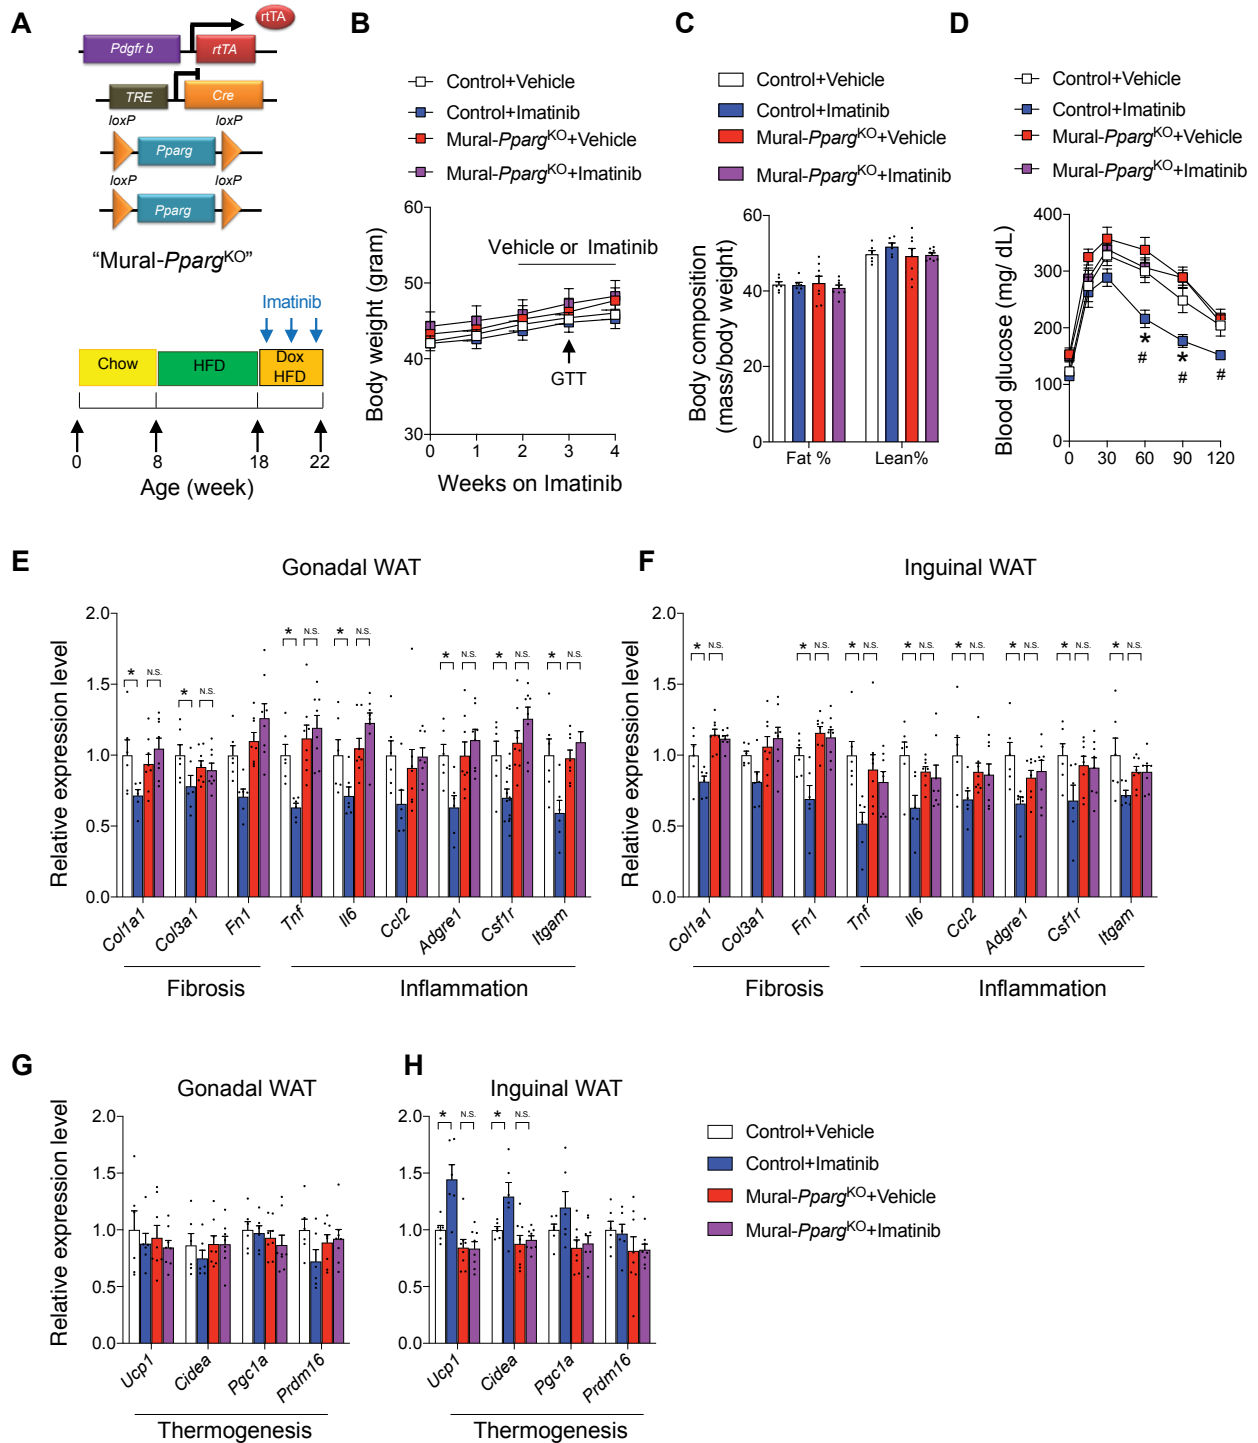 A
rtTA
Pdgfr b
rtTA
TRE
Cre
loxP
loxP
Pparg
loxP
loxP
Pparg
“Mural-PpargKO”
Imatinib
Chow
HFD
Dox
HFD
0
8
18
22
Age (week)
B
Control+Vehicle
Control+Imatinib
Mural-PpargKO+Vehicle
Mural-PpargKO+Imatinib
60
50
40
30
Body weight (gram)
Vehicle or Imatinib
GTT
0
1
2
3
4
Weeks on Imatinib
C
Control+Vehicle
Control+Imatinib
Mural-PpargKO+Vehicle
Mural-PpargKO+Imatinib
Body composition
(mass/body weight)
60
40
20
0
Fat %
Lean%
D
Control+Vehicle
Control+Imatinib
Mural-PpargKO+Vehicle
Mural-PpargKO+Imatinib
Blood glucose (mg/ dL)
400
300
200
100
0
*
#
*
#
#
0
30
60
90
120
E
Gonadal WAT
Relative expression level
2.0
1.5
1.0
0.5
0.0
* N.S.
* N.S.
* N.S.
* N.S.
* N.S.
* N.S.
* N.S.
Col1a1
Col3a1
Fn1
Tnf
Il6
Ccl2
Adgre1
Csf1r
Itgam
Fibrosis
Inflammation
F
Inguinal WAT
Relative expression level
2.0
1.5
1.0
0.5
0.0
* N.S.
* N.S.
* N.S.
* N.S.
* N.S.
* N.S.
* N.S.
* N.S.
Col1a1
Col3a1
Fn1
Tnf
Il6
Ccl2
Adgre1
Csf1r
Itgam
Fibrosis
Inflammation
G
Gonadal WAT
Relative expression level
2.0
1.5
1.0
0.5
0.0
Ucp1
Cidea
Pgc1a
Prdm16
Thermogenesis
H
Inguinal WAT
2.0
1.5
1.0
0.5
0.0
* N.S.
* N.S.
Ucp1
Cidea
Pgc1a
Prdm16
Thermogenesis
Control+Vehicle
Control+Imatinib
Mural-PpargKO+Vehicle
Mural-PpargKO+Imatinib